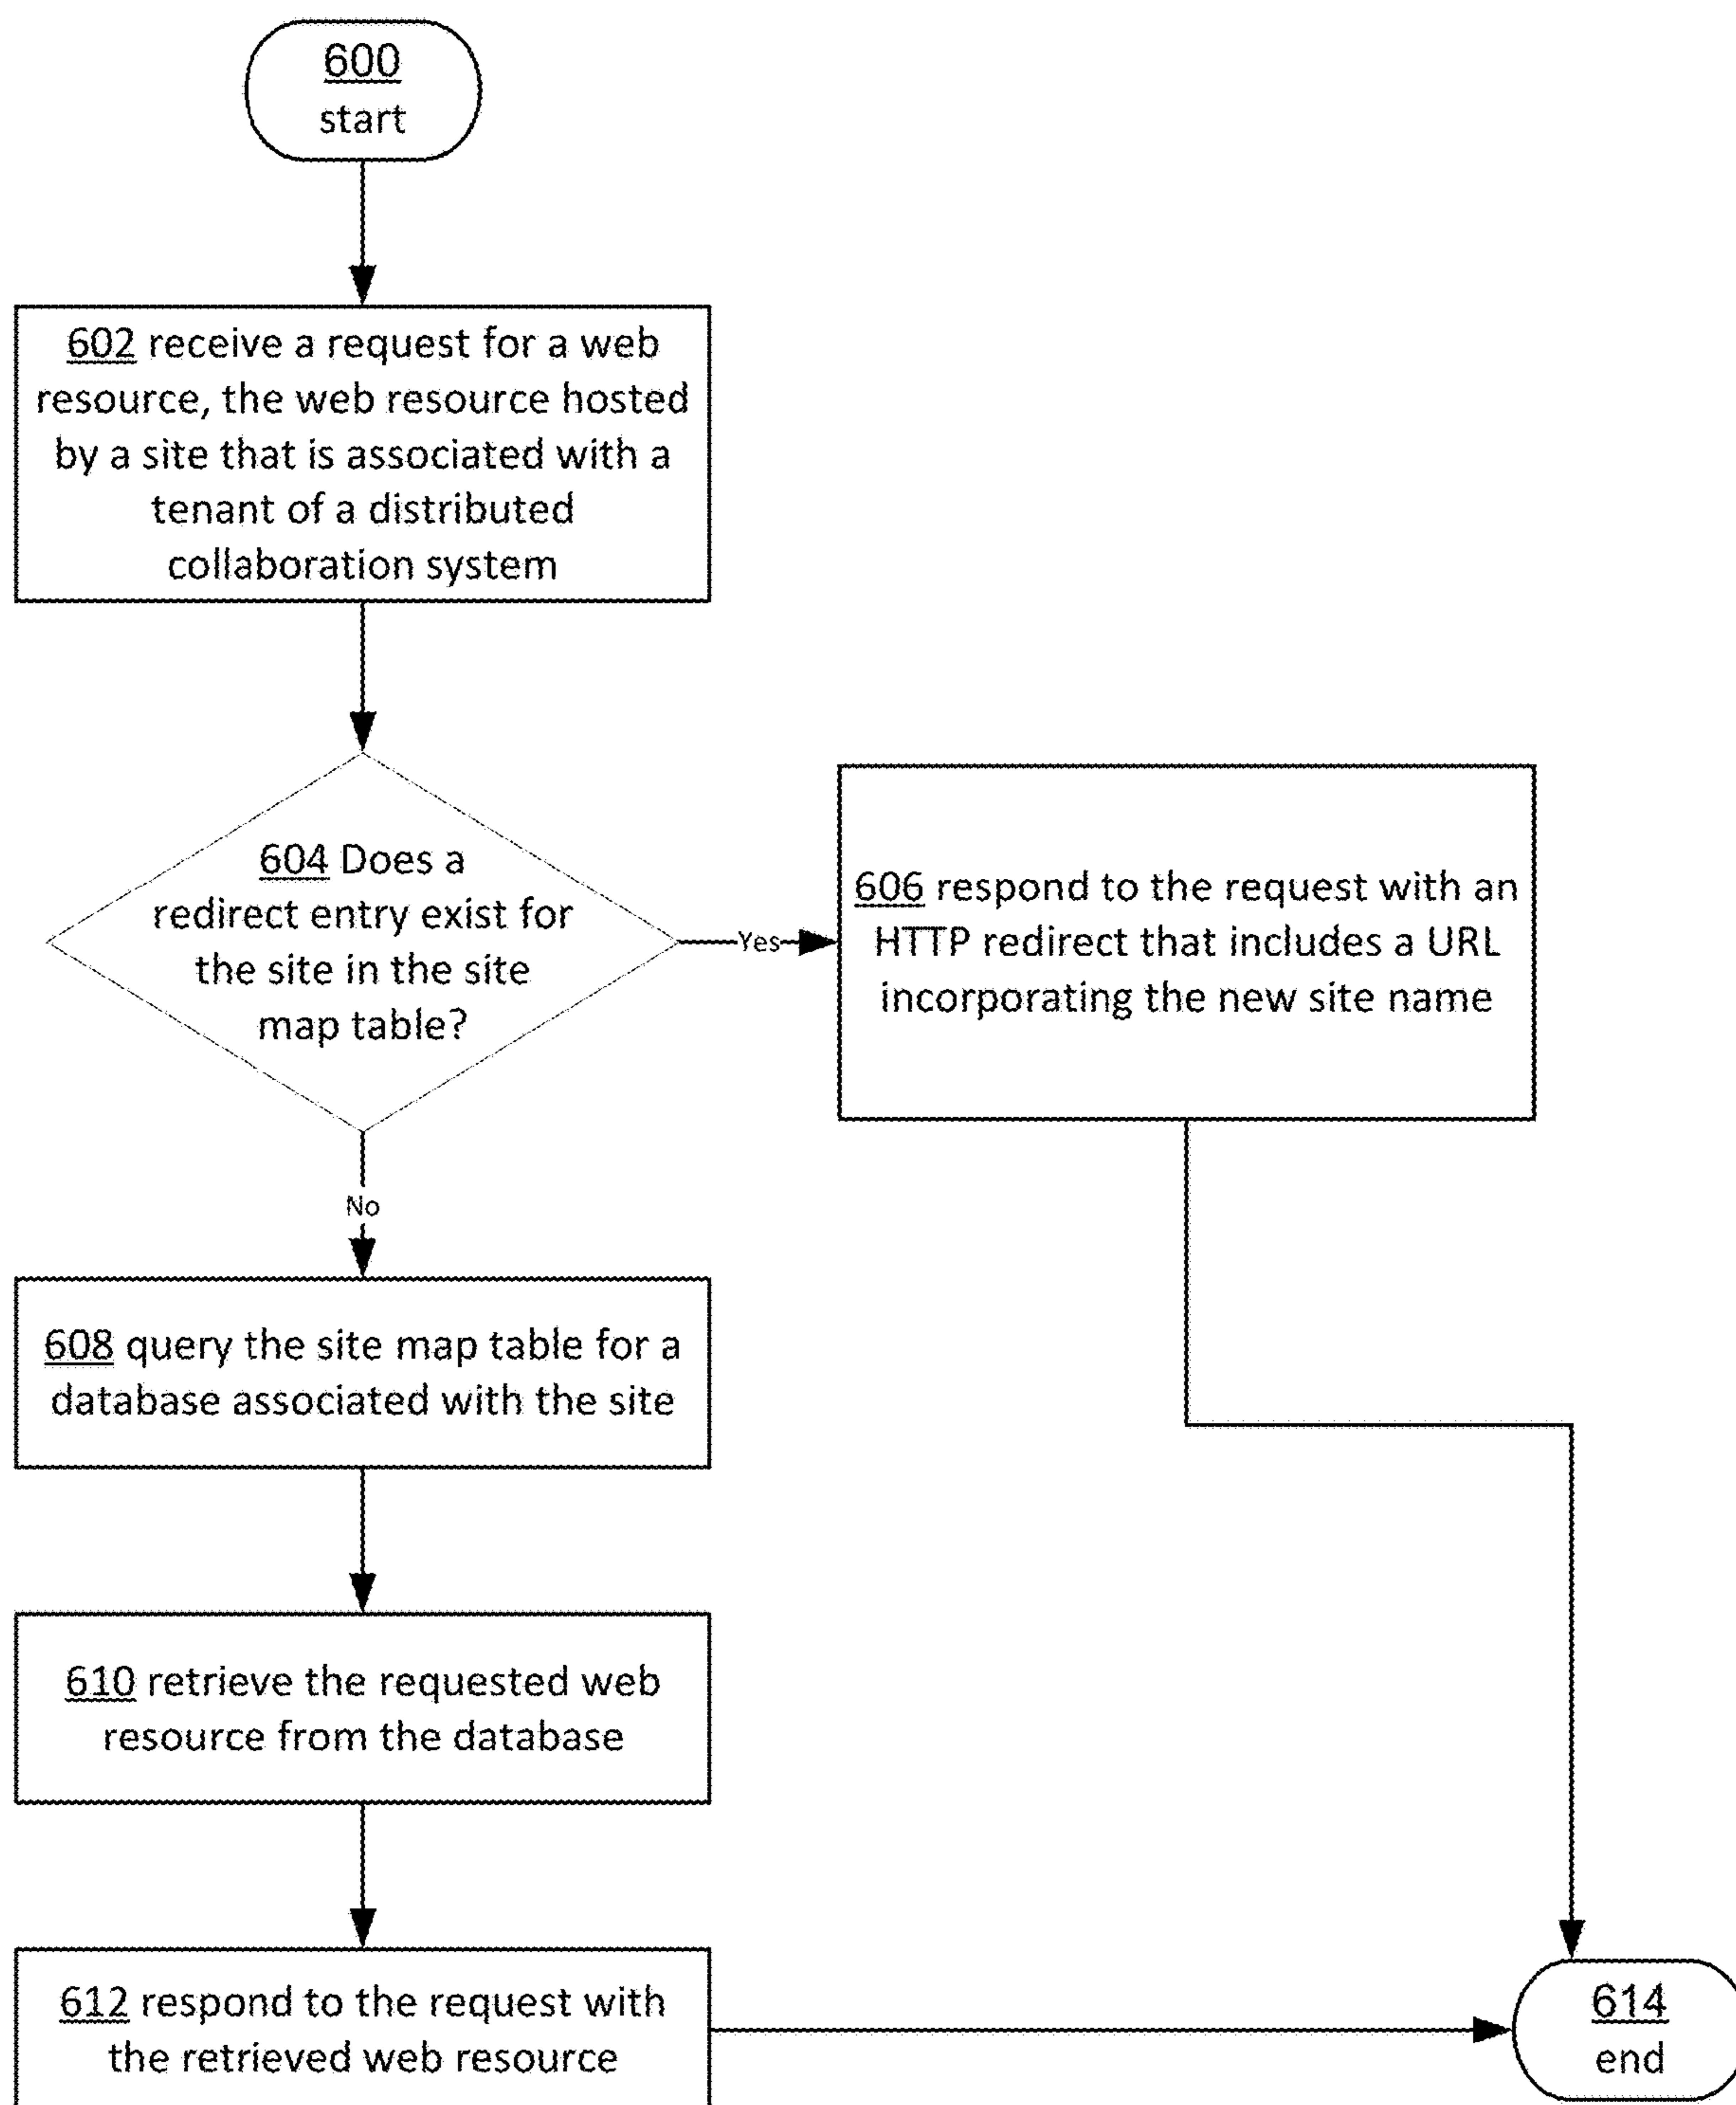 600
start
602 receive a request for a web
resource, the web resource hosted
by a site that is associated with a
tenant of a distributed
collaboration system
604 Does a
redirect entry exist for
the site in the site
map table?
Yes
606 respond to the request with an
HTTP redirect that includes a URL
incorporating the new site name
No
608 query the site map table for a
database associated with the site
610 retrieve the requested web
resource from the database
612 respond to the request with
the retrieved web resource
614
end